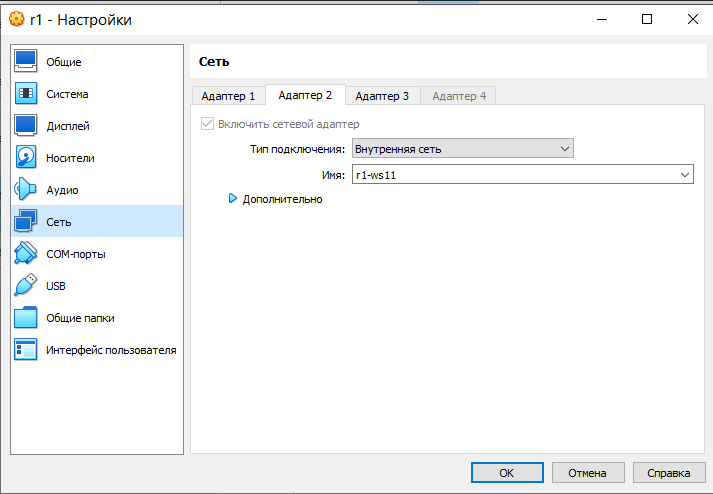 r1 - Настройки
Общие
Система
Дисплей
Носители
Аудио
Сеть
COM-порты
USB
Общие папки
Интерфейс пользователя
Сеть
Адаптер 1 Адаптер 2 Адаптер 3 Адаптер 4
Включить сетевой адаптер
Тип подключения: Внутренняя сеть
Имя: r1-ws11
Дополнительно
OK Отмена Справка